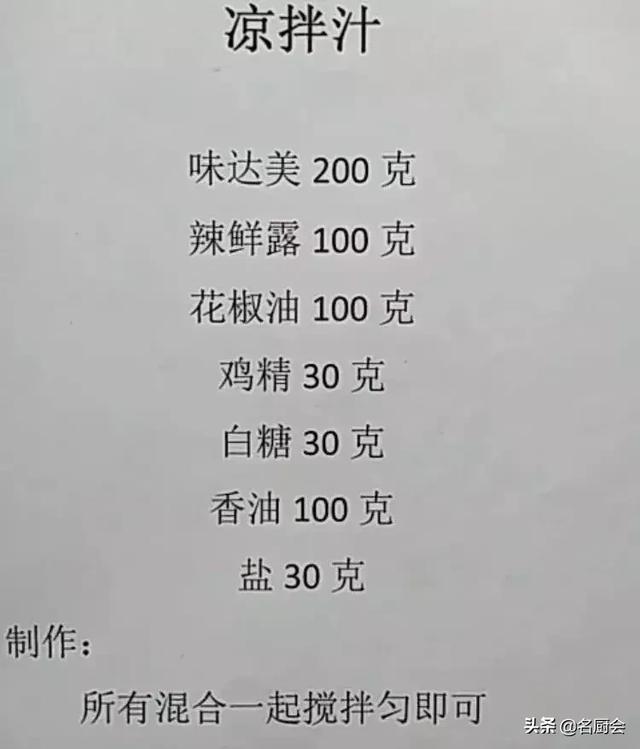 凉拌汁
味达美 200 克
辣鲜露 100 克
花椒油 100 克
鸡精 30 克
白糖 30 克
香油 100 克
盐 30 克
制作：
所有混合一起搅拌匀即可
头条 @名厨会